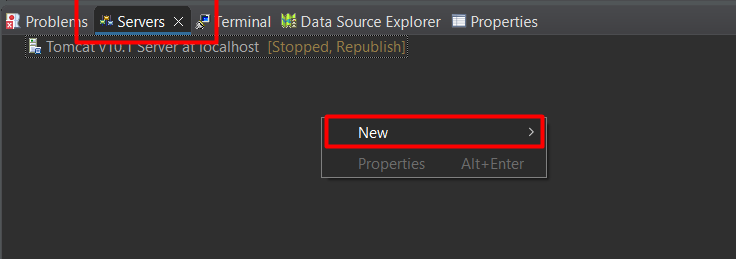 Problems Servers Terminal Data Source Explorer Properties
Tomcat v10.1 Server at localhost [Stopped, Republish]
New
Properties Alt+Enter